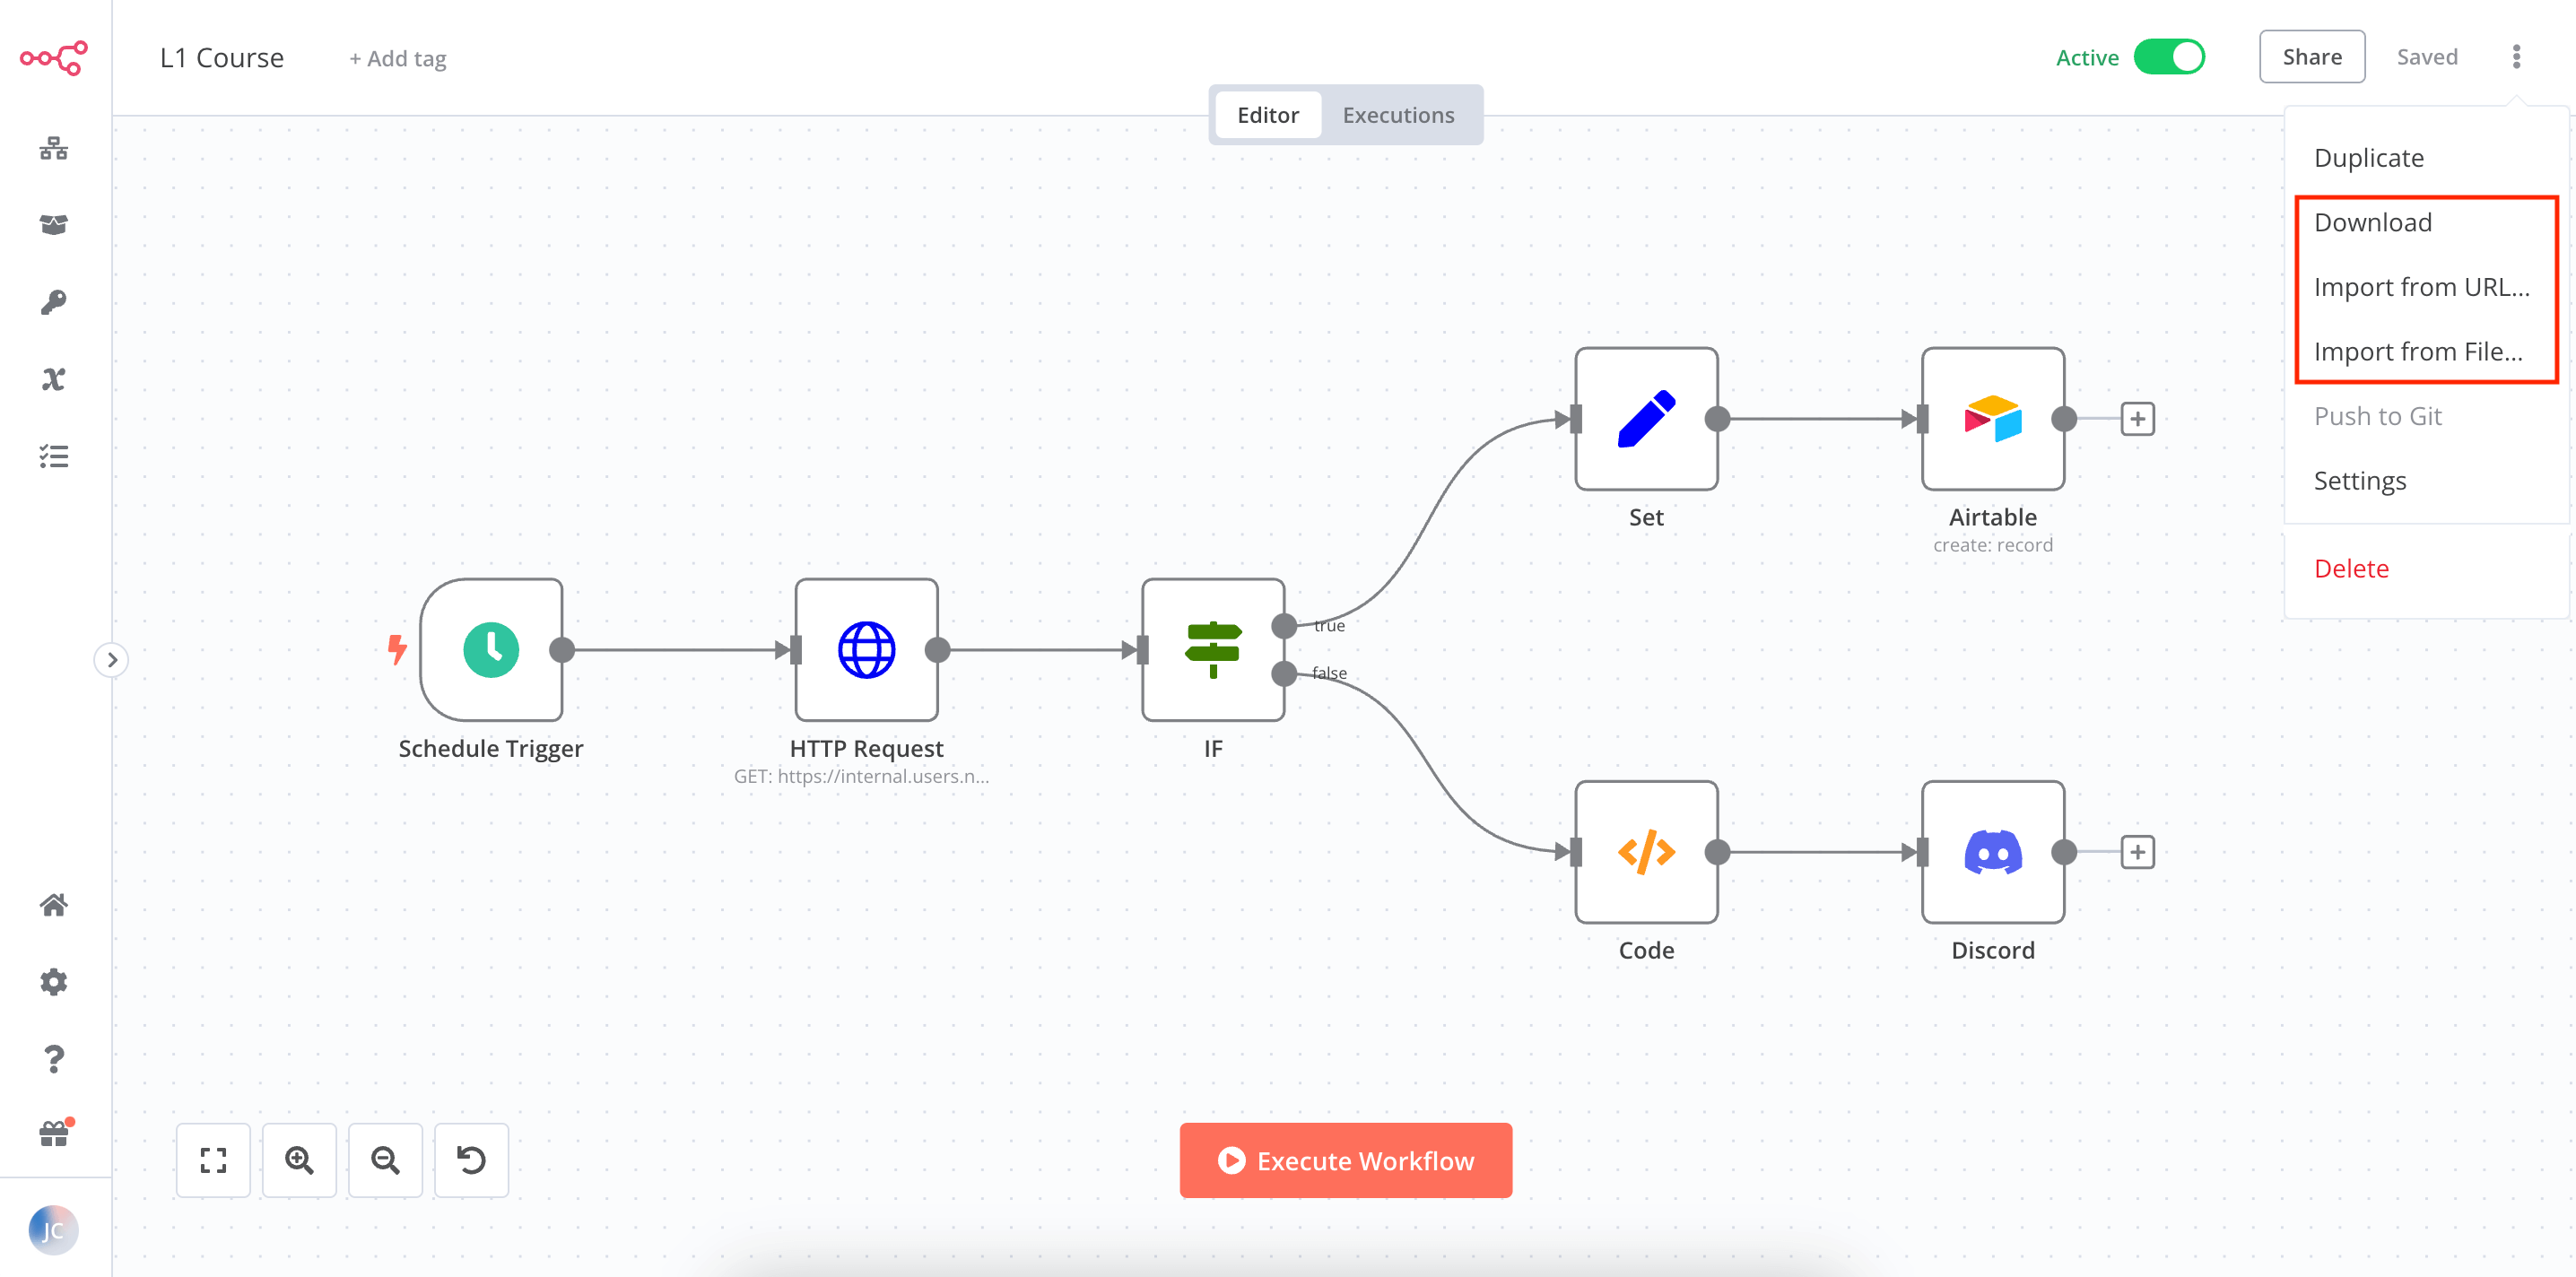 L1 Course
+ Add tag
Active
Share
Saved
Editor
Executions
Duplicate
Download
Import from URL...
Import from File...
Push to Git
Settings
Delete
Set
Airtable
create: record
true
false
Schedule Trigger
HTTP Request
GET: https://internal.users.n...
IF
Code
Discord
Execute Workflow
JC